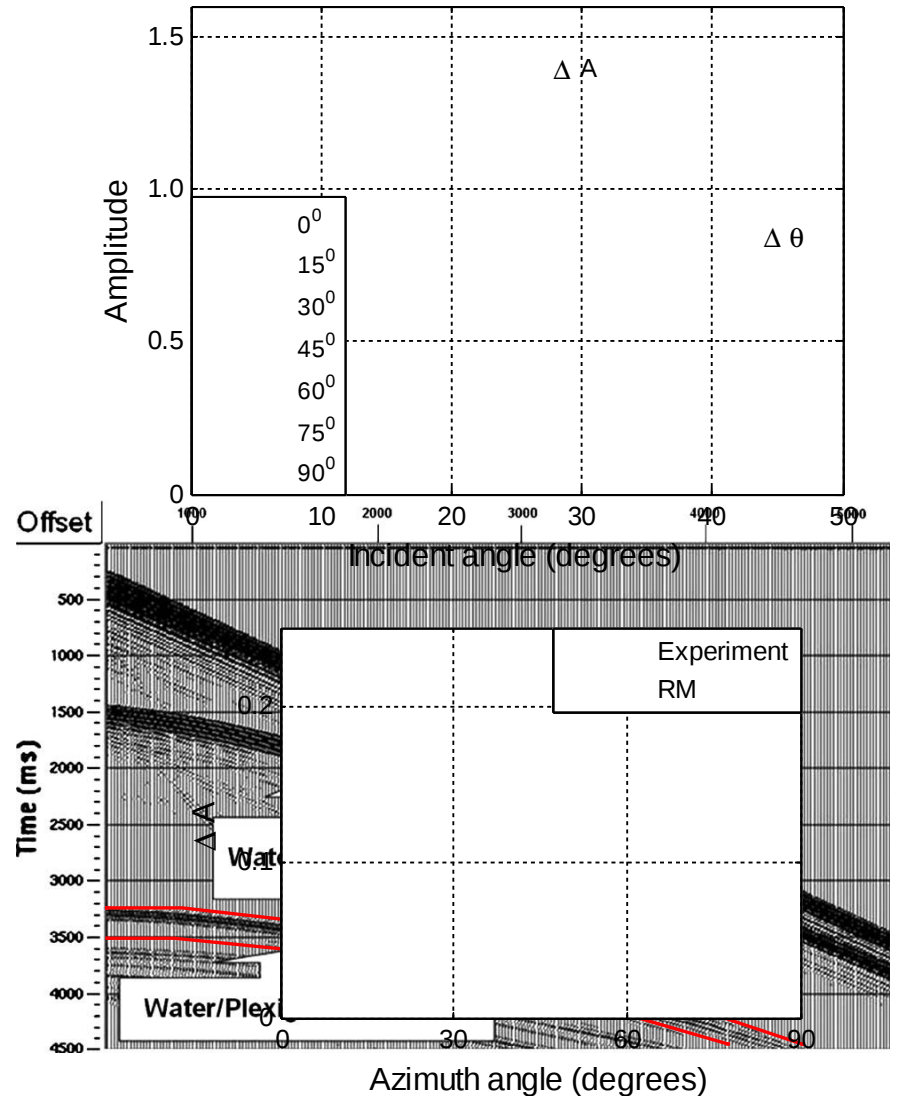 1.5
Δ A
1.0
Amplitude
0⁰
Δ θ
15⁰
30⁰
0.5
45⁰
60⁰
75⁰
90⁰
0
Offset
1000 2000 3000 4000 5000
0 10 20 30 40 50
Incident angle (degrees)
500
1000
1500
2000
2500
3000
3500
4000
4500
Time (ms)
Experiment
RM
0.2
0.1
0
Water/Plexi
0 30 60 90
Azimuth angle (degrees)